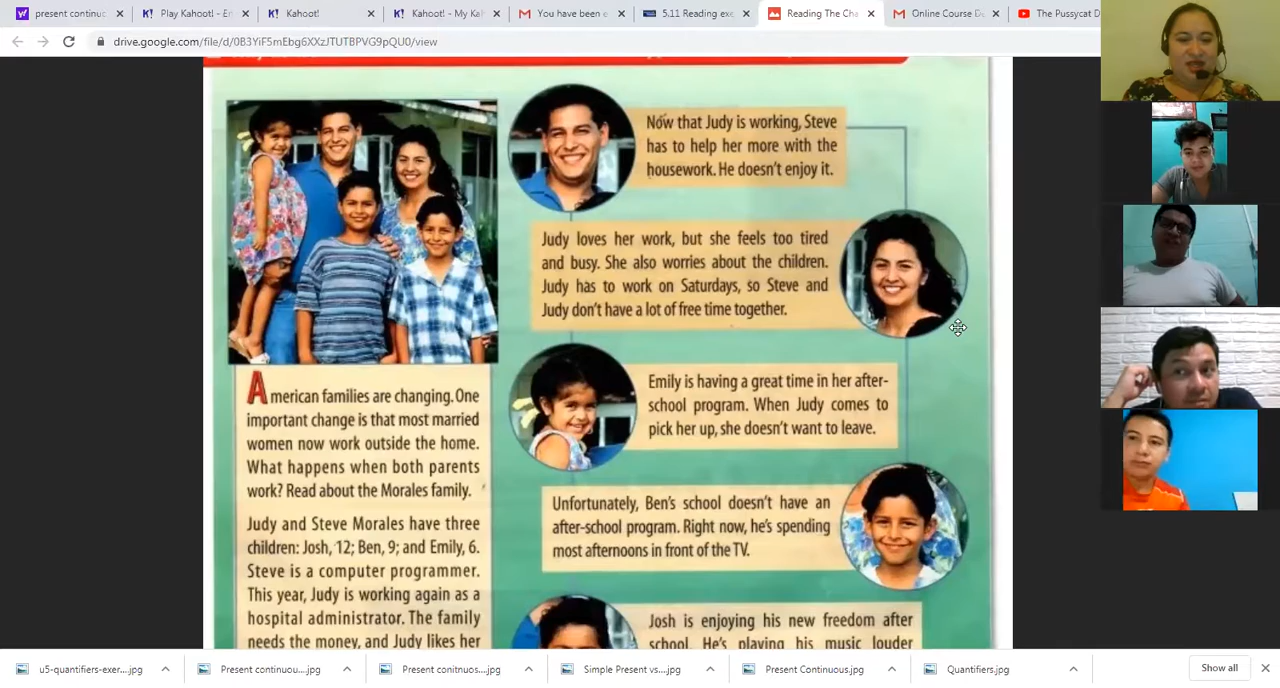 present continuc
Play Kahoot! - En
Kahoot!
Kahoot! - My Ka
You have been e
5.11 Reading exe
Reading The Cha
Online Course D
The Pussycat D
drive.google.com/file/d/0B3YiF5mEbg6XXzJTUTBPVG9pQU0/view
Now that Judy is working, Steve
has to help her more with the
housework. He doesn't enjoy it.
Judy loves her work, but she feels too tired
and busy. She also worries about the children.
Judy has to work on Saturdays, so Steve and
Judy don't have a lot of free time together.
Emily is having a great time in her after-
school program. When Judy comes to
pick her up, she doesn't want to leave.
Unfortunately, Ben's school doesn't have an
after-school program. Right now, he's spending
most afternoons in front of the TV.
Josh is enjoying his new freedom after
school. He's playing his music louder
American families are changing. One
important change is that most married
women now work outside the home.
What happens when both parents
work? Read about the Morales family.
Judy and Steve Morales have three
children: Josh, 12; Ben, 9; and Emily, 6.
Steve is a computer programmer.
This year, Judy is working again as a
hospital administrator. The family
needs the money, and Judy likes her
u5-quantifiers-exer....jpg
Present continuou....jpg
Present conitnuos....jpg
Simple Present vs....jpg
Present Continuous.jpg
Quantifiers.jpg
Show all